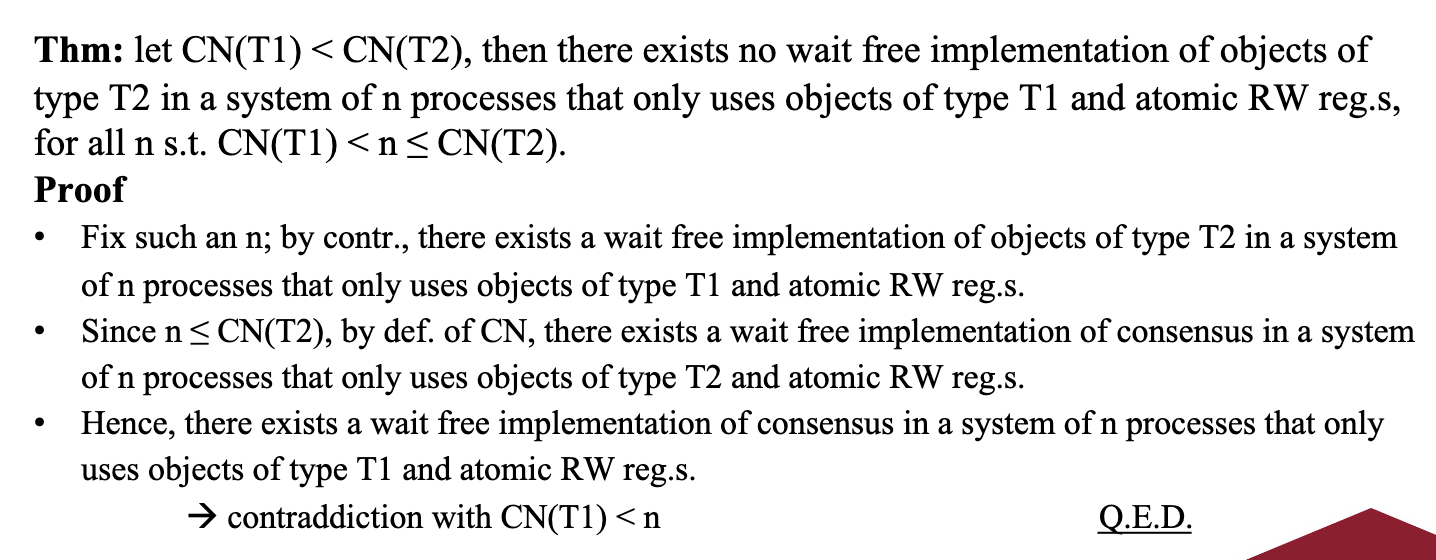 Thm: let CN(T1) < CN(T2), then there exists no wait free implementation of objects of
type T2 in a system of n processes that only uses objects of type T1 and atomic RW reg.s,
for all n s.t. CN(T1) < n ≤ CN(T2).
Proof
• Fix such an n; by contr., there exists a wait free implementation of objects of type T2 in a system
of n processes that only uses objects of type T1 and atomic RW reg.s.
• Since n ≤ CN(T2), by def. of CN, there exists a wait free implementation of consensus in a system
of n processes that only uses objects of type T2 and atomic RW reg.s.
• Hence, there exists a wait free implementation of consensus in a system of n processes that only
uses objects of type T1 and atomic RW reg.s.
→ contraddiction with CN(T1) < n Q.E.D.